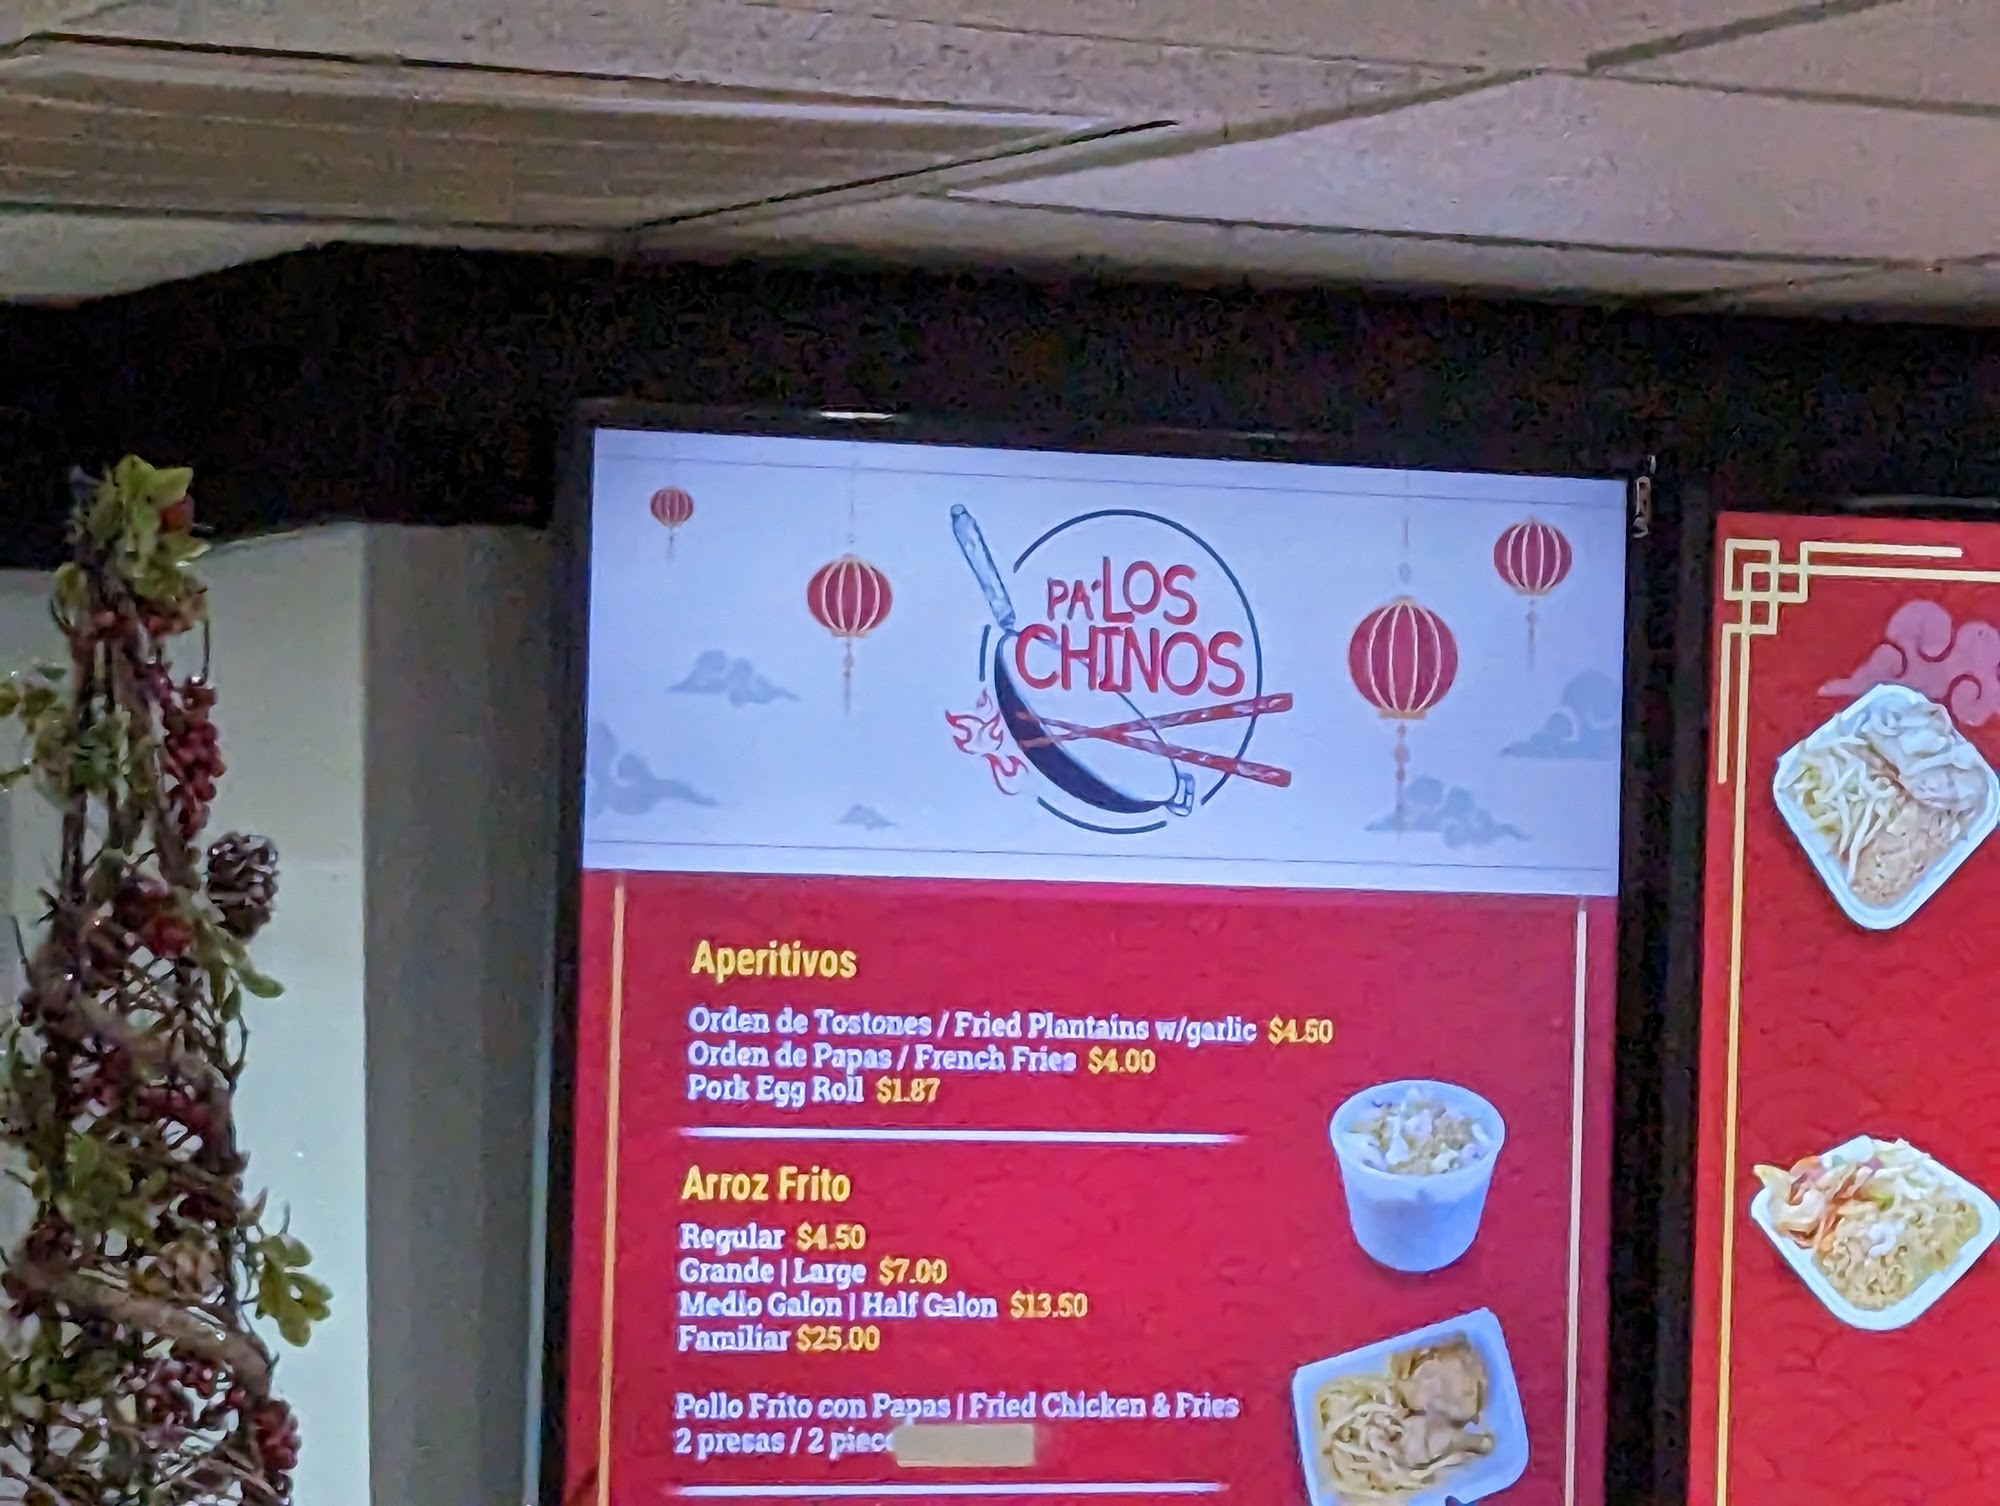 PA' LOS
CHINOS
Aperitivos
Orden de Tostones / Fried Plantains w/garlic $4.50
Orden de Papas / French Fries $4.00
Pork Egg Roll $1.87
Arroz Frito
Regular $4.50
Grande | Large $7.00
Medio Galon | Half Galon $13.50
Familiar $25.00
Pollo Frito con Papas | Fried Chicken & Fries
2 presas / 2 piec